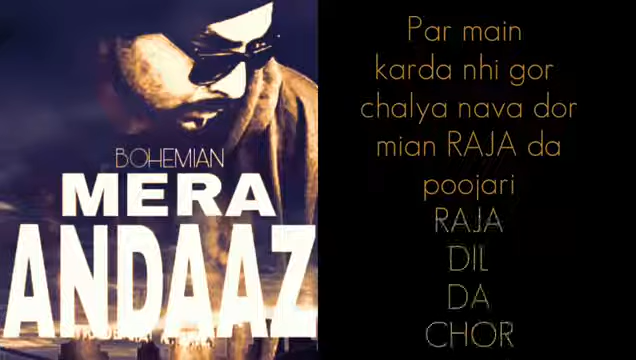 BOHEMIAN
MERA
ANDAAZ
Par main
karda nhi gor
chalya nava dor
mian RAJA da
poojari
RAJA
DIL
DA
CHOR